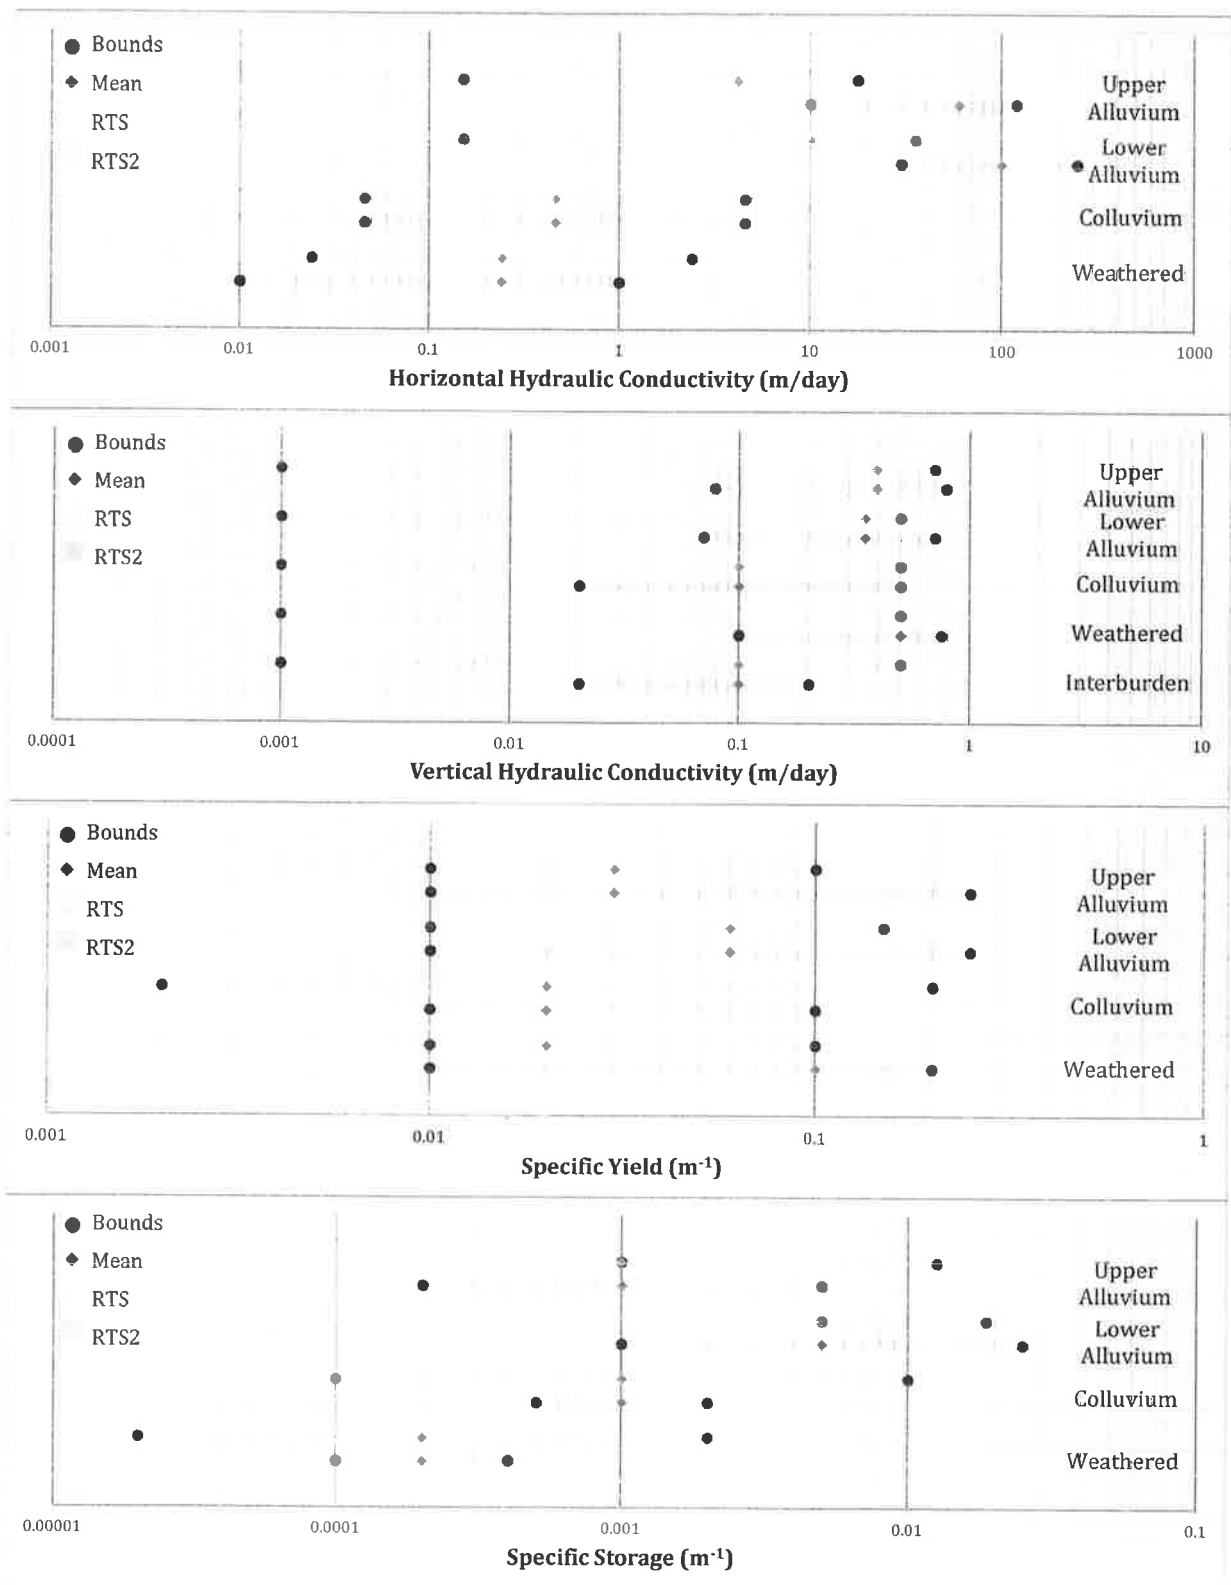 Bounds
Mean
RTS
RTS2
Upper
Alluvium
Lower
Alluvium
Colluvium
Weathered
0.001 0.01 0.1 1 10 100 1000
Horizontal Hydraulic Conductivity (m/day)
Bounds
Mean
RTS
RTS2
Upper
Alluvium
Lower
Alluvium
Colluvium
Weathered
Interburden
0.0001 0.001 0.01 0.1 1 10
Vertical Hydraulic Conductivity (m/day)
Bounds
Mean
RTS
RTS2
Upper
Alluvium
Lower
Alluvium
Colluvium
Weathered
0.001 0.01 0.1 1
Specific Yield (m-1)
Bounds
Mean
RTS
RTS2
Upper
Alluvium
Lower
Alluvium
Colluvium
Weathered
0.00001 0.0001 0.001 0.01 0.1
Specific Storage (m-1)